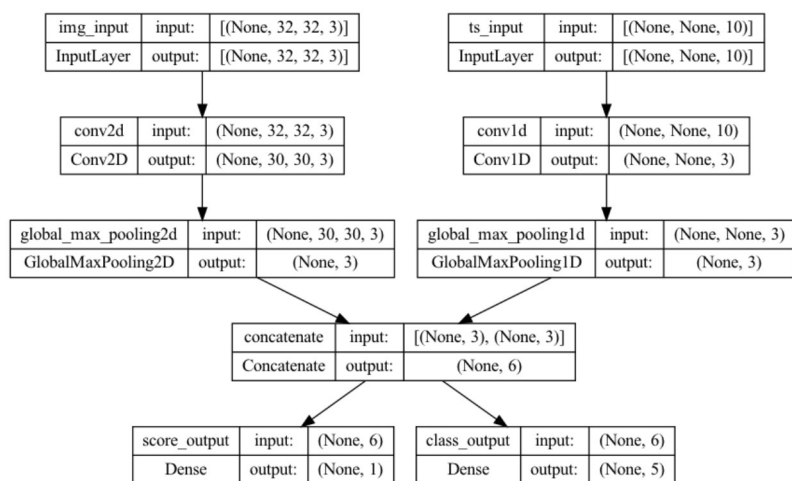 img_input input: [(None, 32, 32, 3)]
InputLayer output: [(None, 32, 32, 3)]
ts_input input: [(None, None, 10)]
InputLayer output: [(None, None, 10)]
conv2d input: (None, 32, 32, 3)
Conv2D output: (None, 30, 30, 3)
conv1d input: (None, None, 10)
Conv1D output: (None, None, 3)
global_max_pooling2d input: (None, 30, 30, 3)
GlobalMaxPooling2D output: (None, 3)
global_max_pooling1d input: (None, None, 3)
GlobalMaxPooling1D output: (None, 3)
concatenate input: [(None, 3), (None, 3)]
Concatenate output: (None, 6)
score_output input: (None, 6)
Dense output: (None, 1)
class_output input: (None, 6)
Dense output: (None, 5)